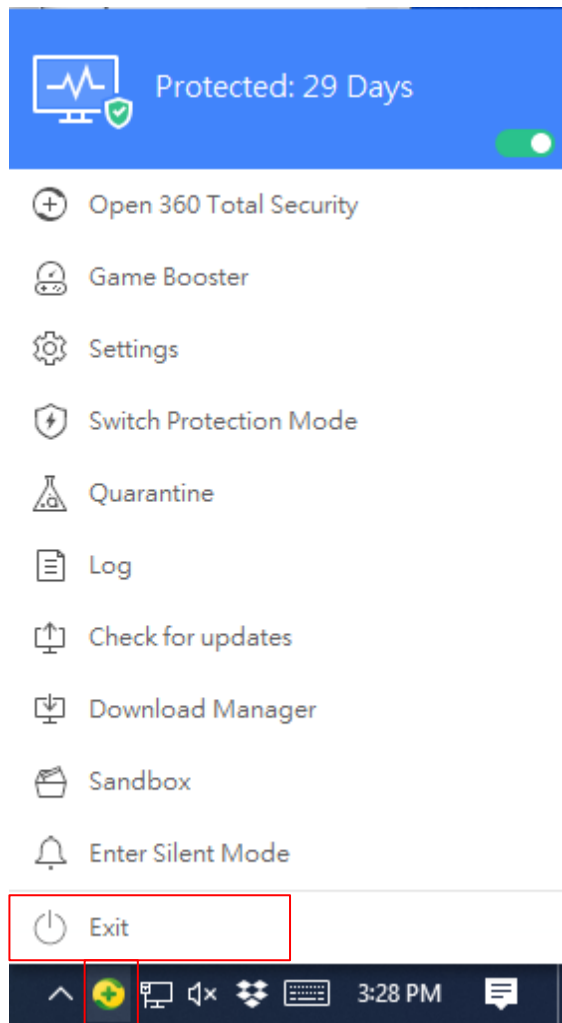 Protected: 29 Days
Open 360 Total Security
Game Booster
Settings
Switch Protection Mode
Quarantine
Log
Check for updates
Download Manager
Sandbox
Enter Silent Mode
Exit
3:28 PM